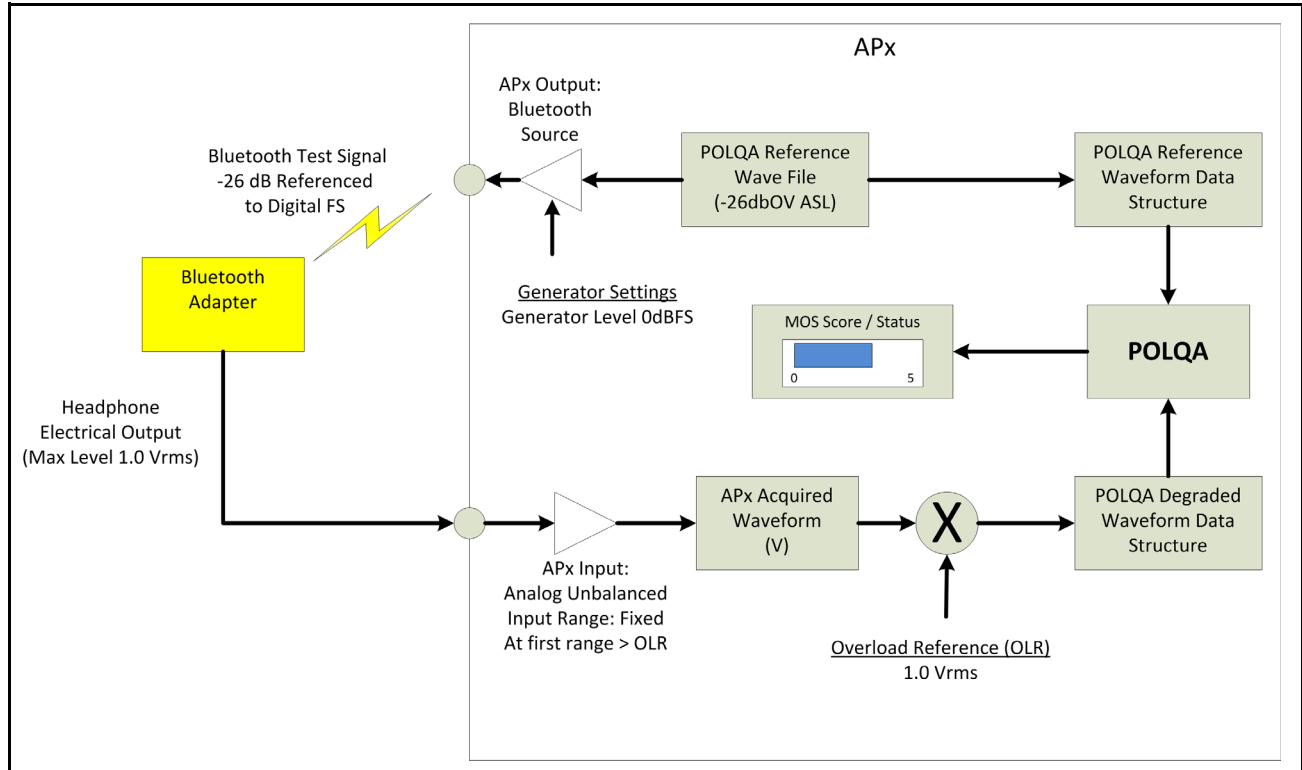 APx
APx Output:
Bluetooth
Source
Bluetooth Test Signal
-26 dB Referenced
to Digital FS
POLQA Reference
Wave File
(-26dbOV ASL)
POLQA Reference
Waveform Data
Structure
Bluetooth
Adapter
Generator Settings
Generator Level 0dBFS
MOS Score / Status
0 5
POLQA
Headphone
Electrical Output
(Max Level 1.0 Vrms)
APx Input:
Analog Unbalanced
Input Range: Fixed
At first range > OLR
APx Acquired
Waveform
(V)
X
Overload Reference (OLR)
1.0 Vrms
POLQA Degraded
Waveform Data
Structure